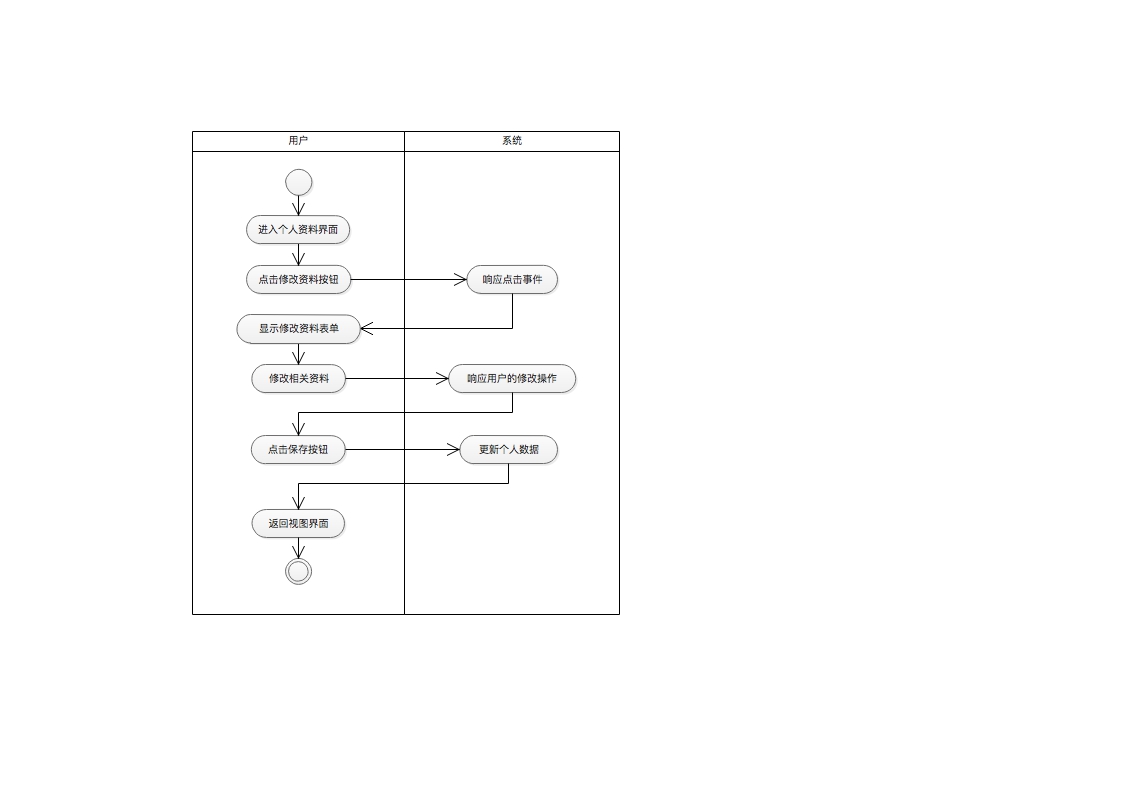 用户
系统
进入个人资料界面
点击修改资料按钮
响应点击事件
显示修改资料表单
修改相关资料
响应用户的修改操作
点击保存按钮
更新个人数据
返回视图界面